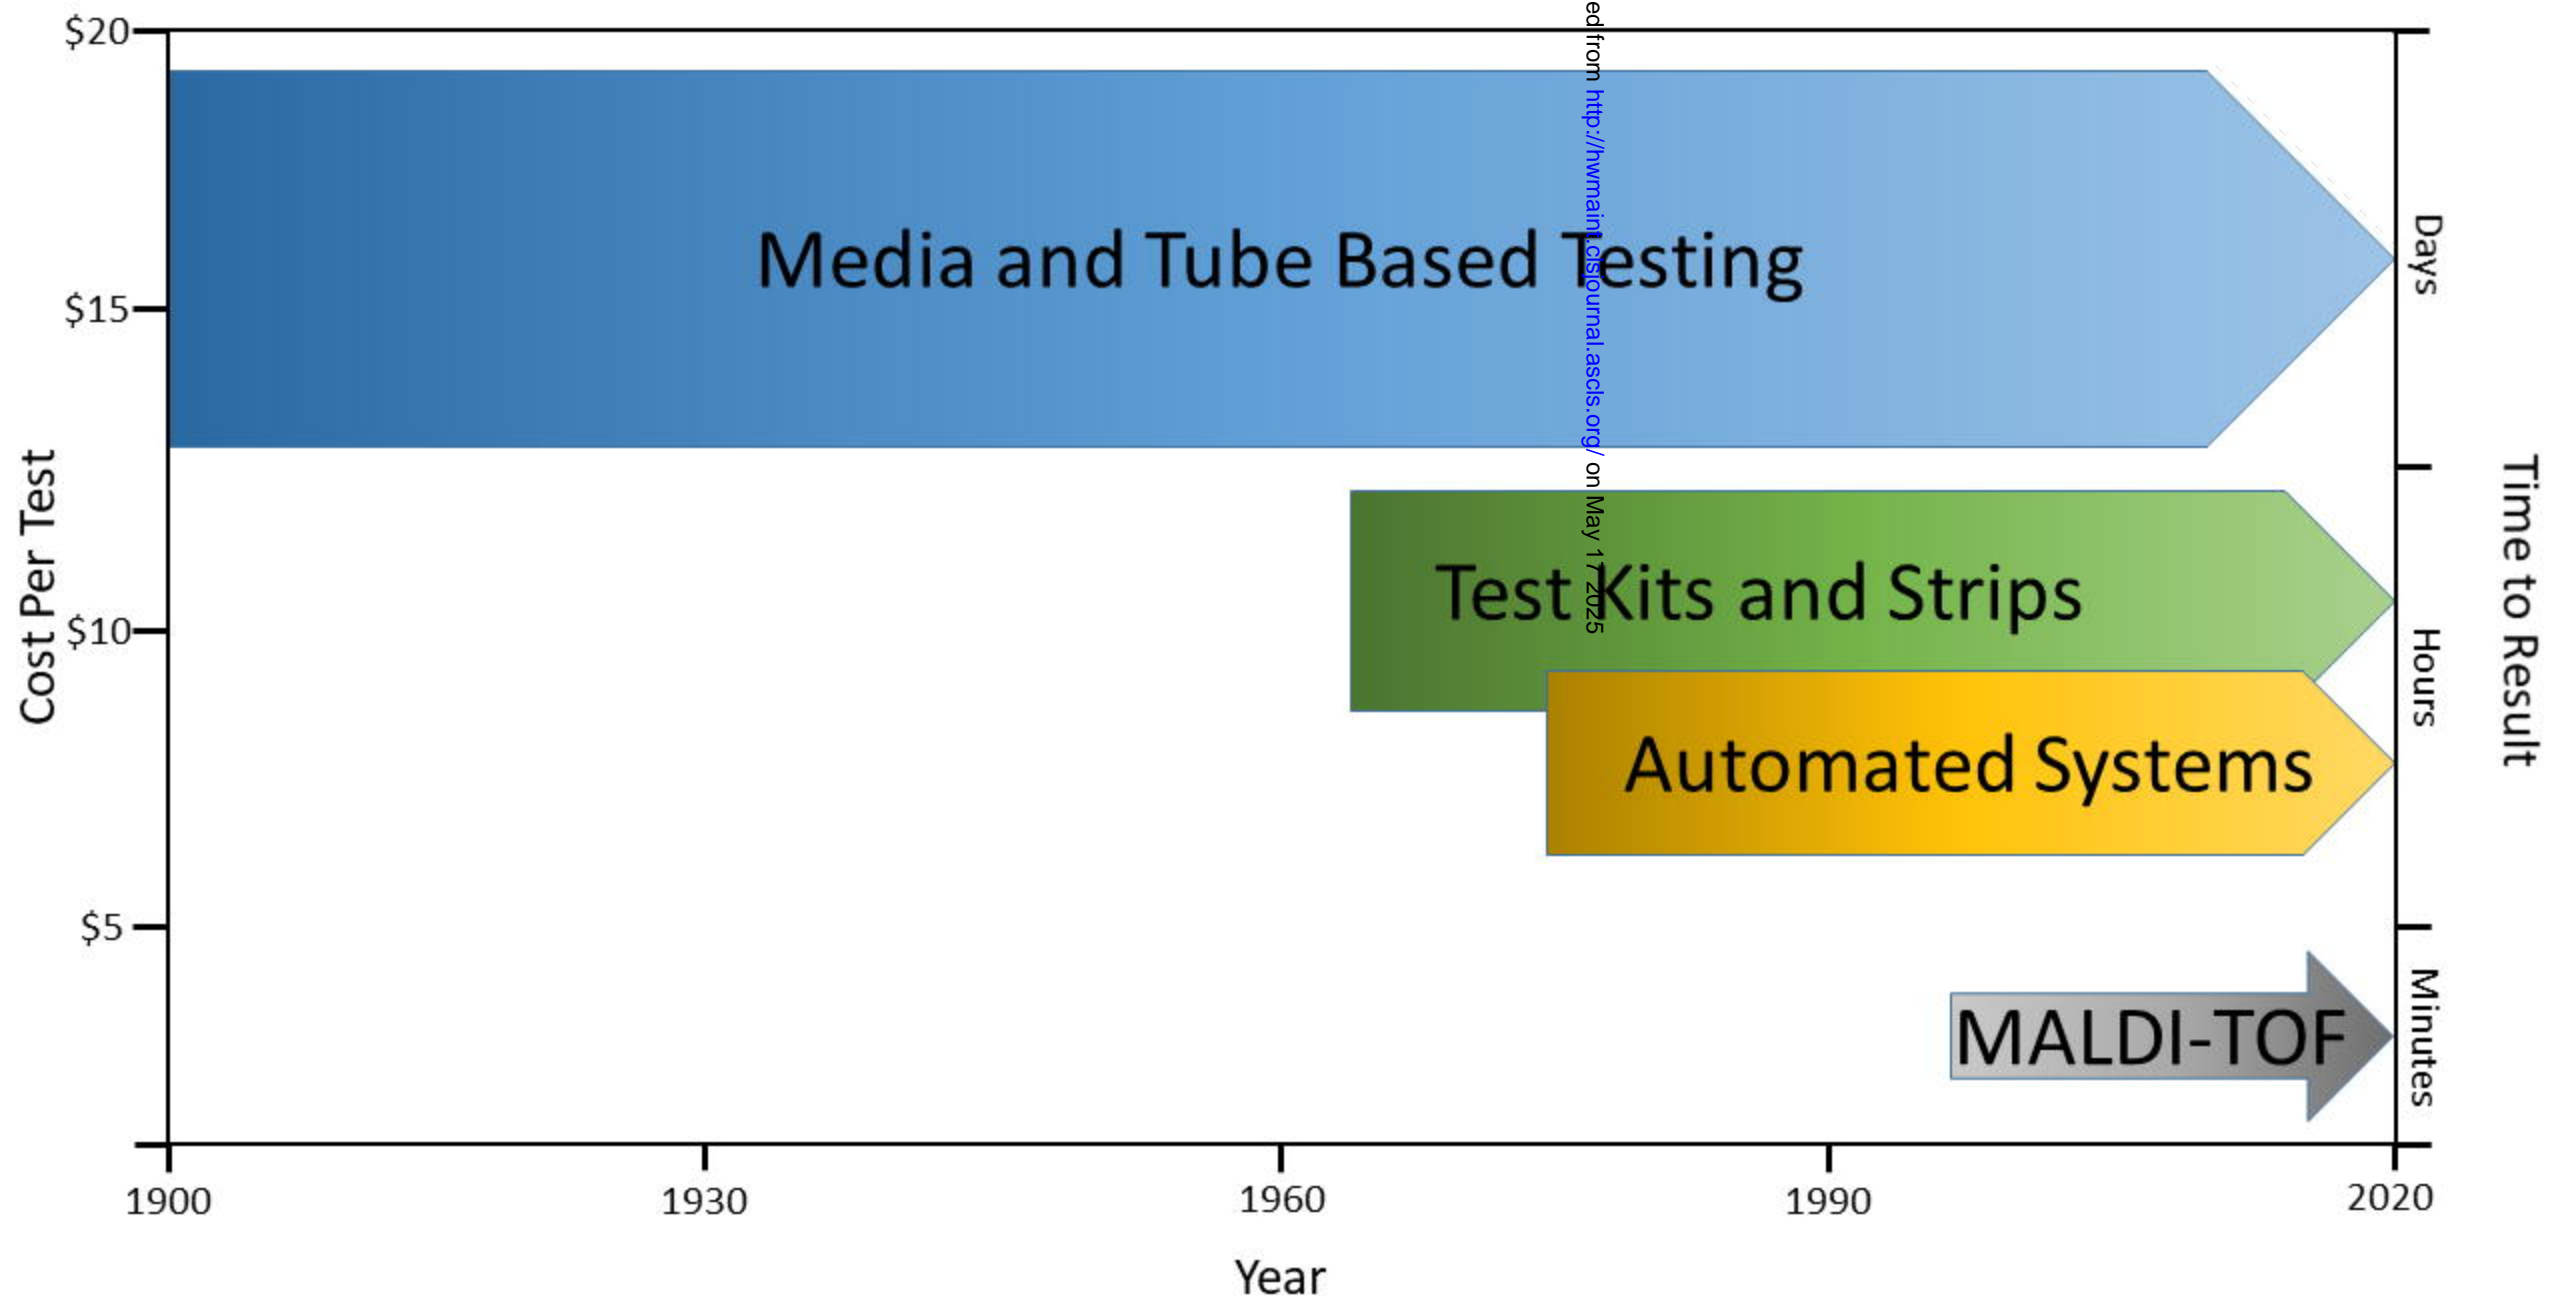 $20
$15
$10
$5
Cost Per Test
Media and Tube Based Testing
Test Kits and Strips
Automated Systems
MALDI-TOF
ed from http://hwmaint.clsjournal.ascls.org/ on May 17 2025
Days
Hours
Minutes
Time to Result
1900
1930
1960
1990
2020
Year